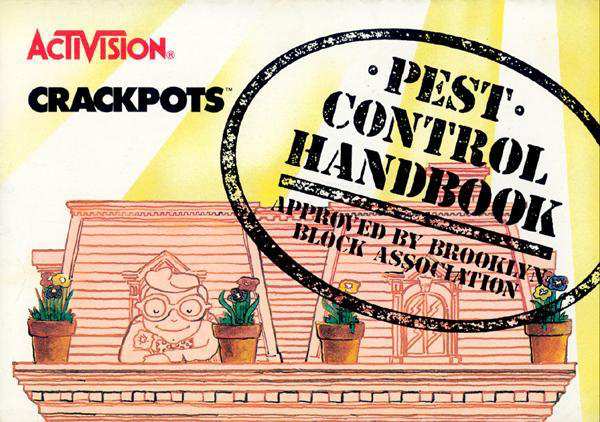 ACTIVISION®
CRACKPOTS™
· PEST ·
CONTROL
HANDBOOK
APPROVED BY BROOKLYN
BLOCK ASSOCIATION